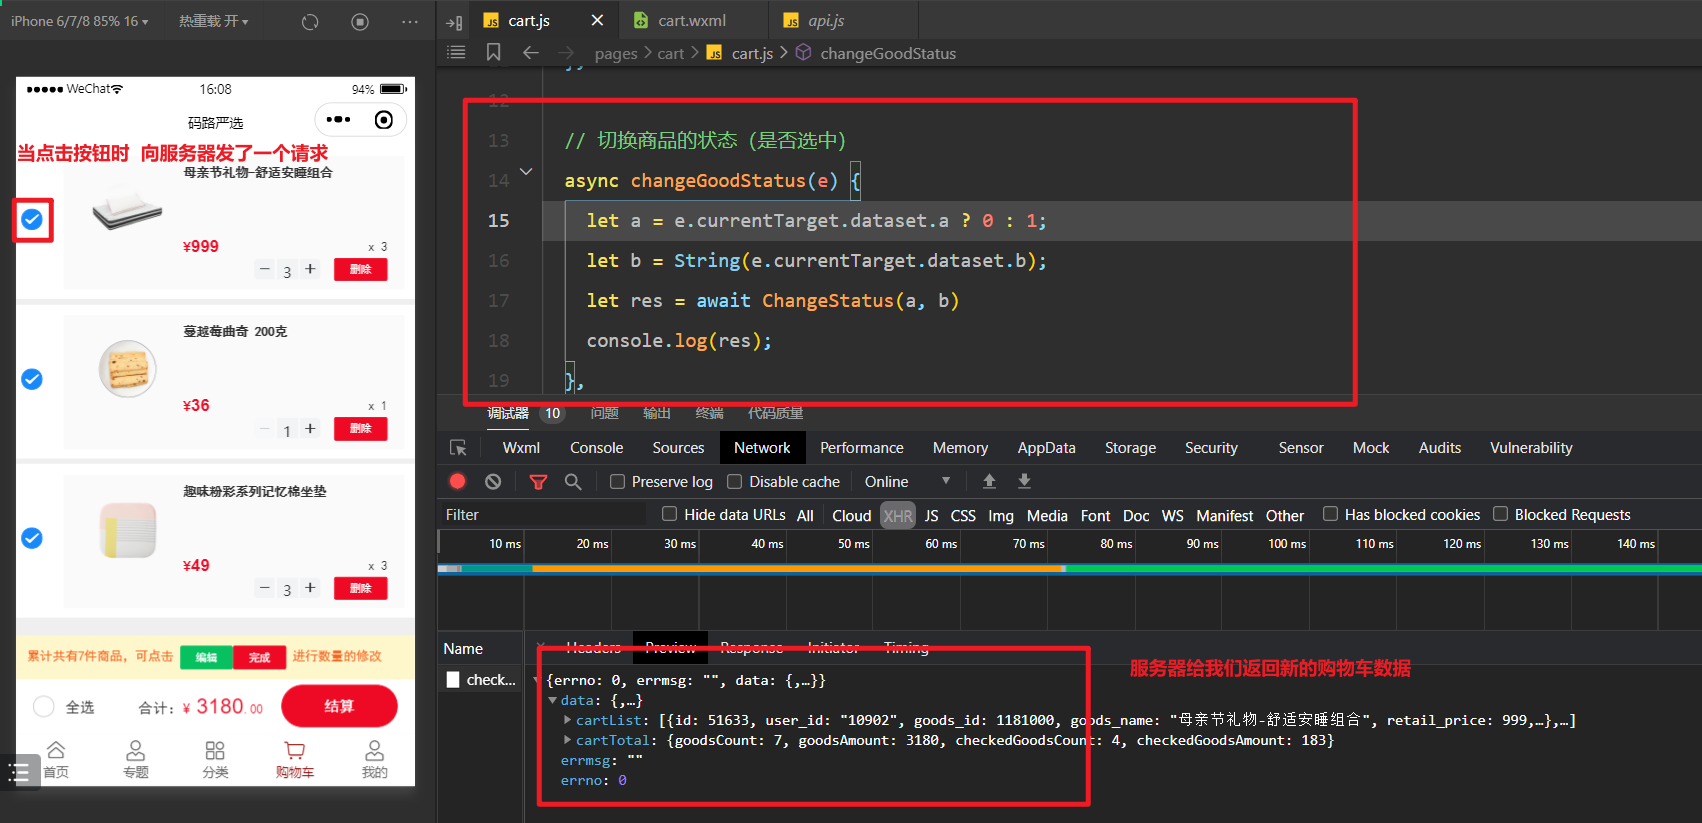 iPhone 6/7/8 85% 16 ▾
热重载 开 ▾
cart.js
cart.wxml
api.js
pages > cart > cart.js > changeGoodStatus
WeChat
16:08
94%
码路严选
当点击按钮时 向服务器发了一个请求
母亲节礼物-舒适安睡组合
¥999
x 3
− 3 +
删除
蔓越莓曲奇 200克
¥36
x 1
− 1 +
删除
趣味粉彩系列记忆棉坐垫
¥49
x 3
− 3 +
删除
累计共有7件商品，可点击 编辑 完成 进行数量的修改
全选
合计：¥ 3180.00
结算
首页
专题
分类
购物车
我的
12
13 // 切换商品的状态（是否选中）
14 async changeGoodStatus(e) {
15 let a = e.currentTarget.dataset.a ? 0 : 1;
16 let b = String(e.currentTarget.dataset.b);
17 let res = await ChangeStatus(a, b)
18 console.log(res);
19 },
调试器 10 问题 输出 终端 代码质量
Wxml Console Sources Network Performance Memory AppData Storage Security Sensor Mock Audits Vulnerability
Preserve log Disable cache Online ▼
Filter Hide data URLs All Cloud XHR JS CSS Img Media Font Doc WS Manifest Other Has blocked cookies Blocked Requests
10 ms 20 ms 30 ms 40 ms 50 ms 60 ms 70 ms 80 ms 90 ms 100 ms 110 ms 120 ms 130 ms 140 ms
Name × Headers Preview Response Initiator Timing
check...
服务器给我们返回新的购物车数据
{errno: 0, errmsg: "", data: {,…}}
data: {,…}
cartList: [{id: 51633, user_id: "10902", goods_id: 1181000, goods_name: "母亲节礼物-舒适安睡组合", retail_price: 999,…},…]
cartTotal: {goodsCount: 7, goodsAmount: 3180, checkedGoodsCount: 4, checkedGoodsAmount: 183}
errmsg: ""
errno: 0